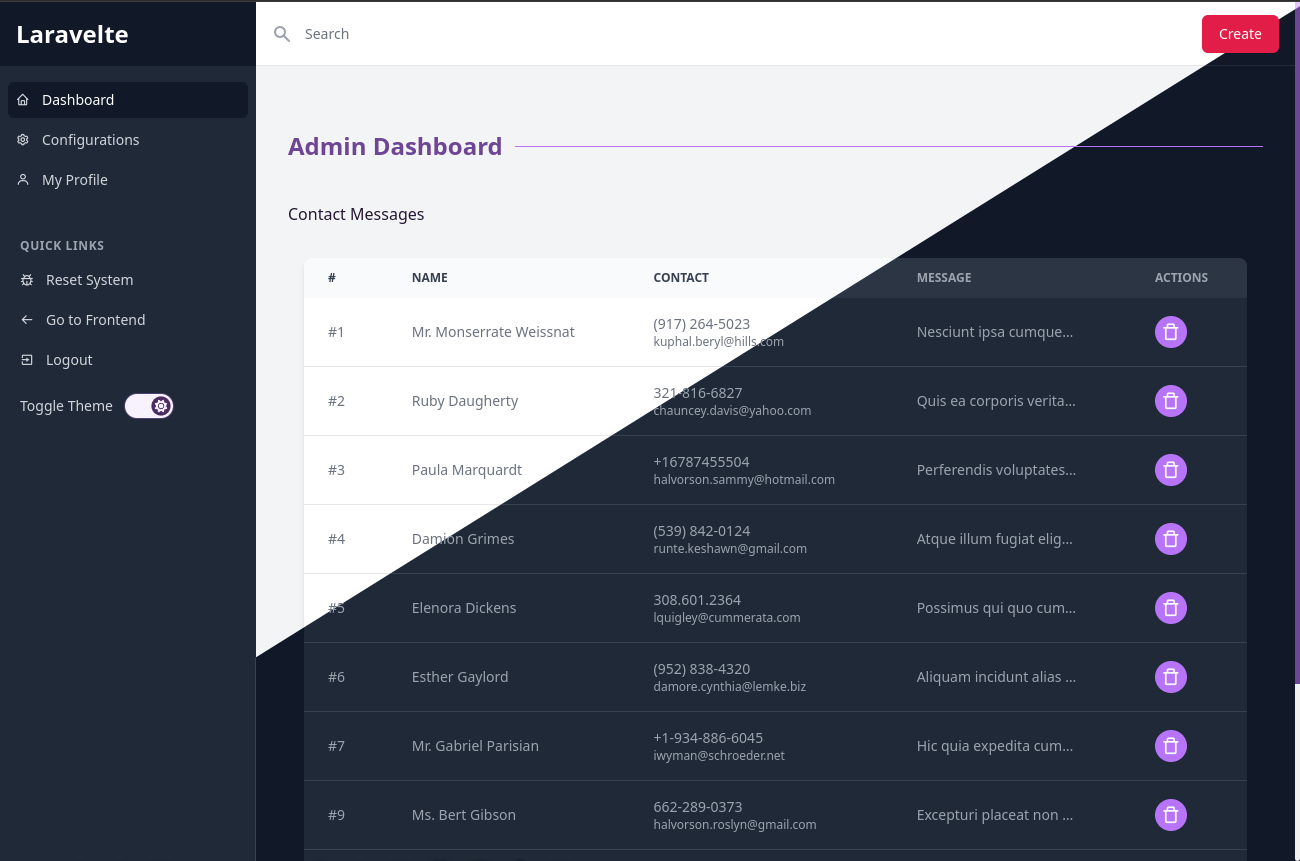 Laravelte
Search
Create
Dashboard
Configurations
My Profile
QUICK LINKS
Reset System
Go to Frontend
Logout
Toggle Theme
Admin Dashboard
Contact Messages
# NAME CONTACT MESSAGE ACTIONS
#1 Mr. Monserrate Weissnat (917) 264-5023 Nesciunt ipsa cumque...
kuphal.beryl@hills.com
#2 Ruby Daugherty 321-816-6827 Quis ea corporis verita...
chauncey.davis@yahoo.com
#3 Paula Marquardt +16787455504 Perferendis voluptates...
halvorson.sammy@hotmail.com
#4 Damion Grimes (539) 842-0124 Atque illum fugiat elig...
runte.keshawn@gmail.com
#5 Elenora Dickens 308.601.2364 Possimus qui quo cum...
lquigley@cummerata.com
#6 Esther Gaylord (952) 838-4320 Aliquam incidunt alias ...
damore.cynthia@lemke.biz
#7 Mr. Gabriel Parisian +1-934-886-6045 Hic quia expedita cum...
iwyman@schroeder.net
#9 Ms. Bert Gibson 662-289-0373 Excepturi placeat non ...
halvorson.roslyn@gmail.com